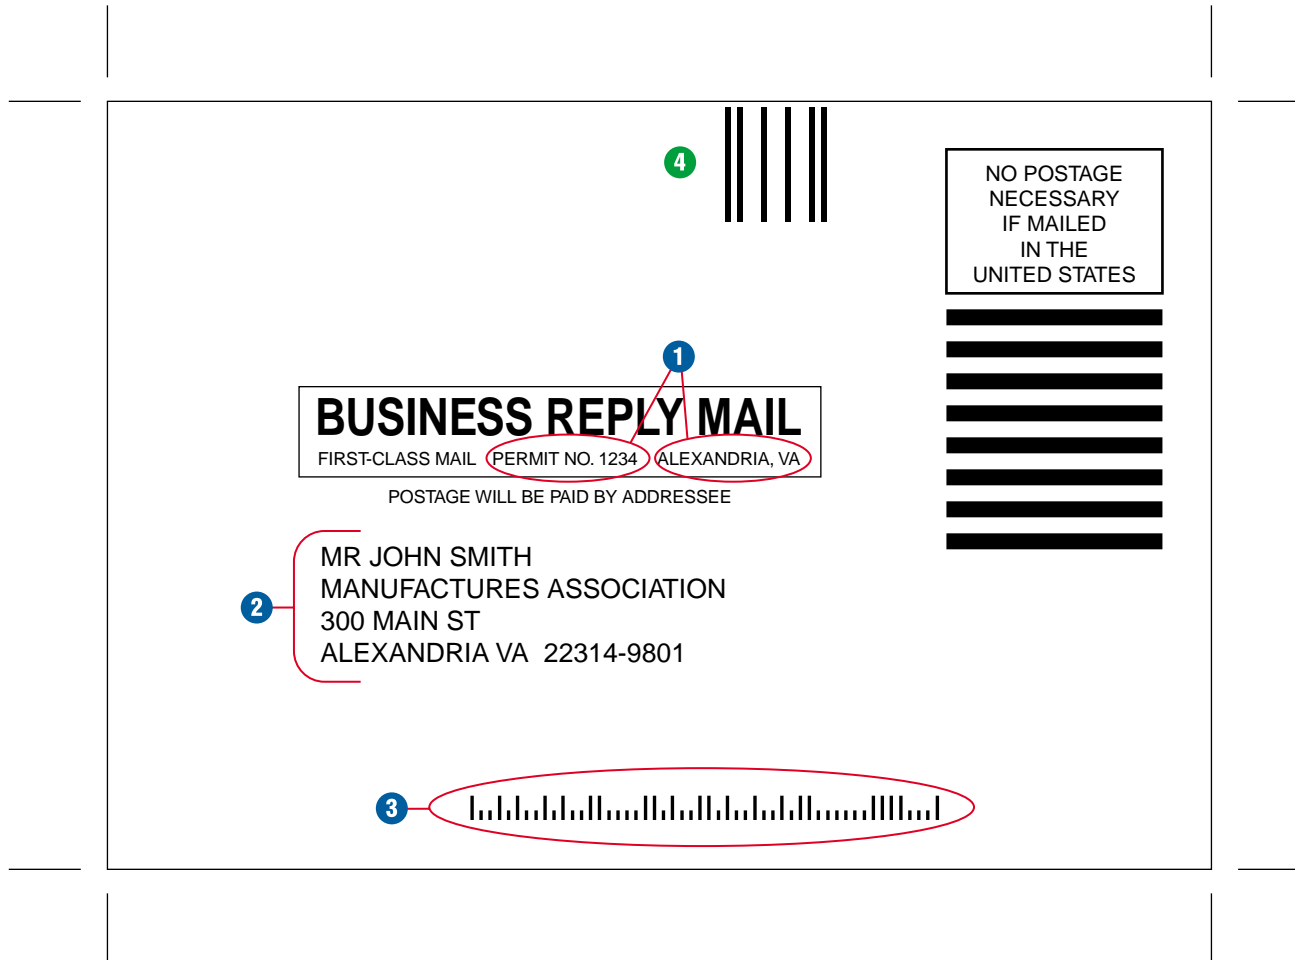 4
NO POSTAGE
NECESSARY
IF MAILED
IN THE
UNITED STATES
1
BUSINESS REPLY MAIL
FIRST-CLASS MAIL PERMIT NO. 1234 ALEXANDRIA, VA
POSTAGE WILL BE PAID BY ADDRESSEE
2
MR JOHN SMITH
MANUFACTURES ASSOCIATION
300 MAIN ST
ALEXANDRIA VA 22314-9801
3